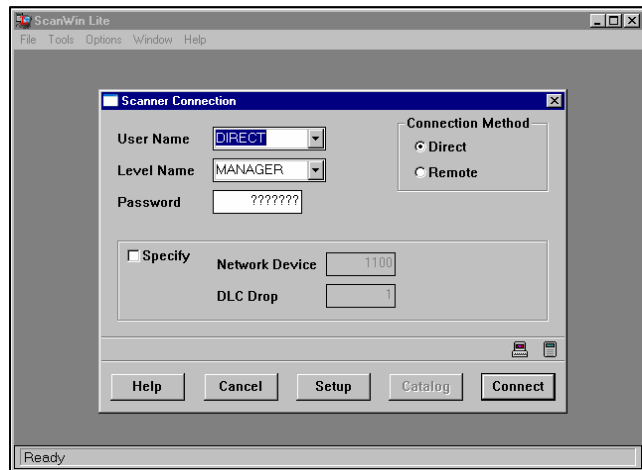 ScanWin Lite
File Tools Options Window Help
Scanner Connection
User Name DIRECT
Level Name MANAGER
Password ???????
Connection Method
Direct
Remote
Specify
Network Device 1100
DLC Drop 1
Help Cancel Setup Catalog Connect
Ready